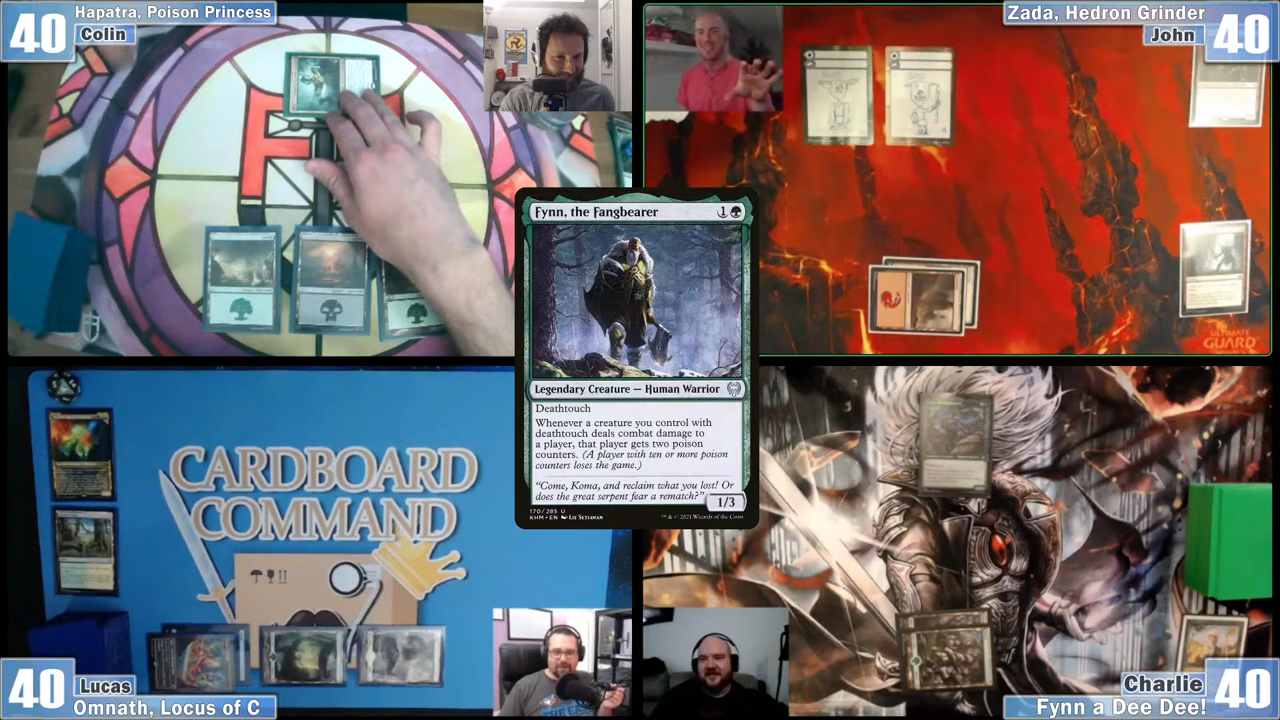 40
Hapatra, Poison Princess
Colin
Zada, Hedron Grinder
John
40
Fynn, the Fangbearer
1
Legendary Creature — Human Warrior
Deathtouch
Whenever a creature you control with
deathtouch deals combat damage to
a player, that player gets two poison
counters. (A player with ten or more poison
counters loses the game.)
"Come, Koma, and reclaim what you lost! Or
does the great serpent fear a rematch?"
1/3
170/285 U
KHM • EN
™ & © 2021 Wizards of the Coast
ULTIMATE
GUARD
CARDBOARD
COMMAND
40
Lucas
Omnath, Locus of C
Charlie
Fynn a Dee Dee!
40